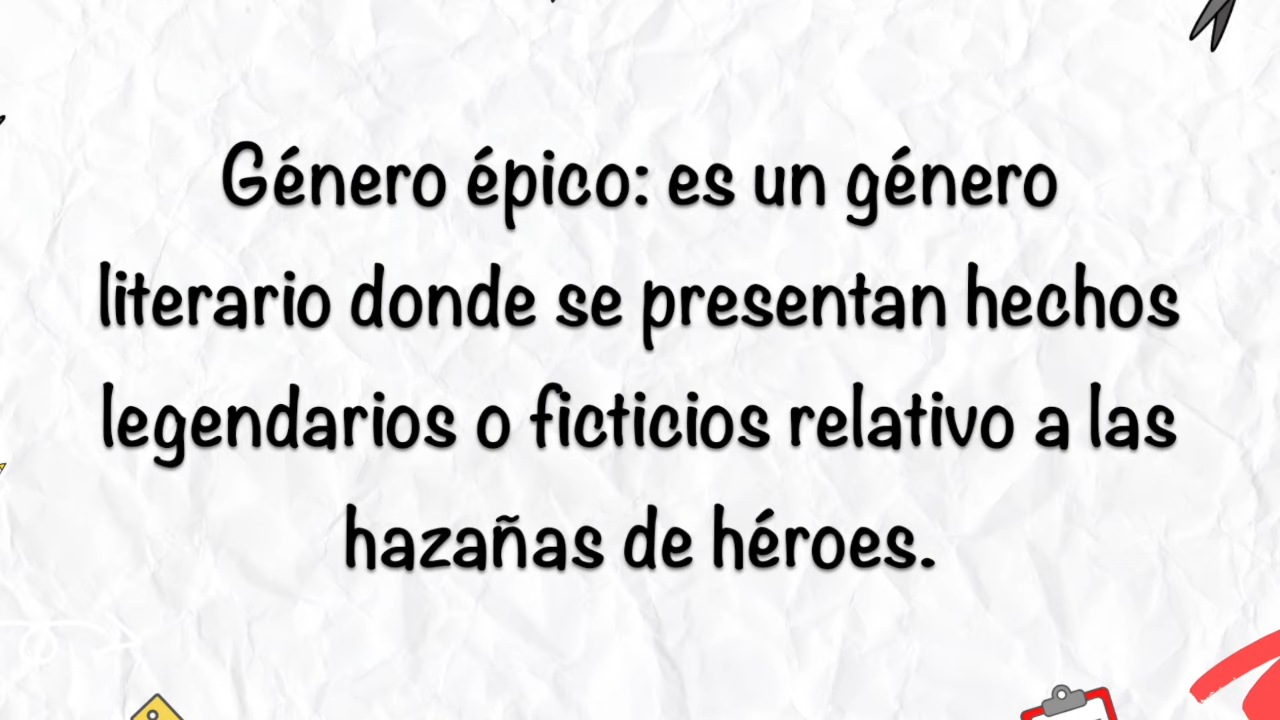 Género épico: es un género
literario donde se presentan hechos
legendarios o ficticios relativo a las
hazañas de héroes.